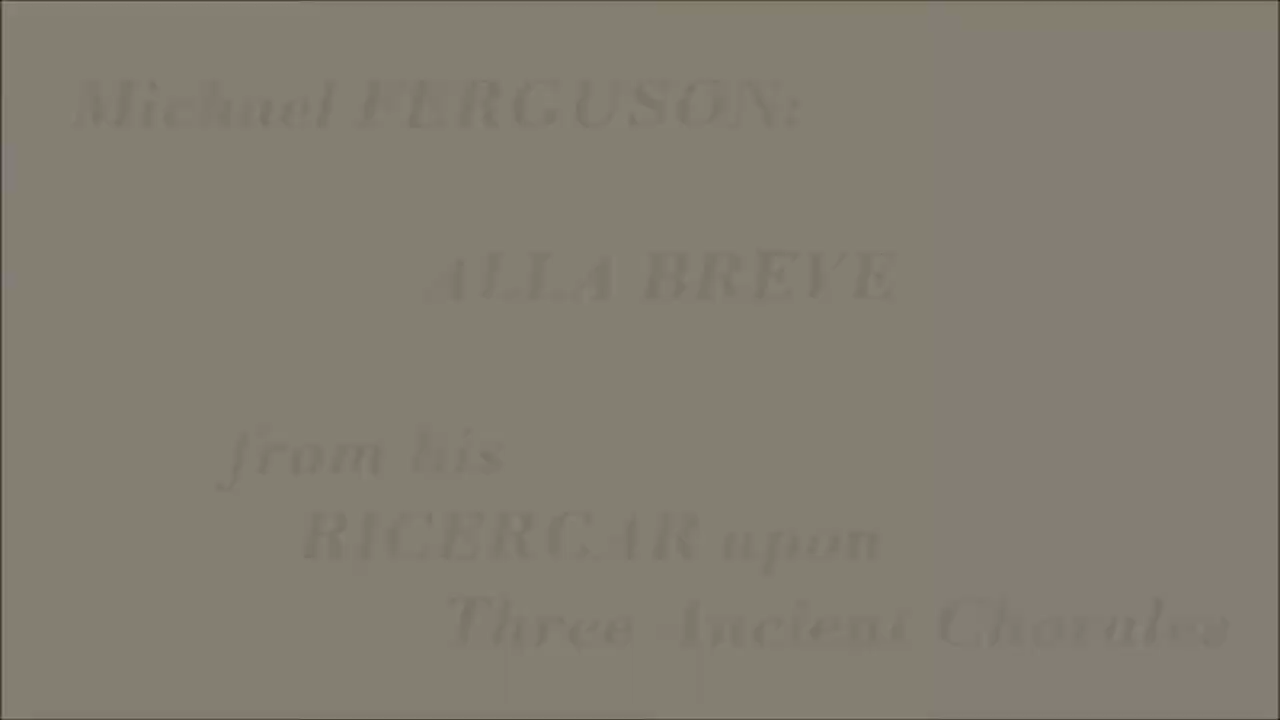 Michael FERGUSON:
ALLA BREVE
from his
RICERCAR upon
Three Ancient Chorales